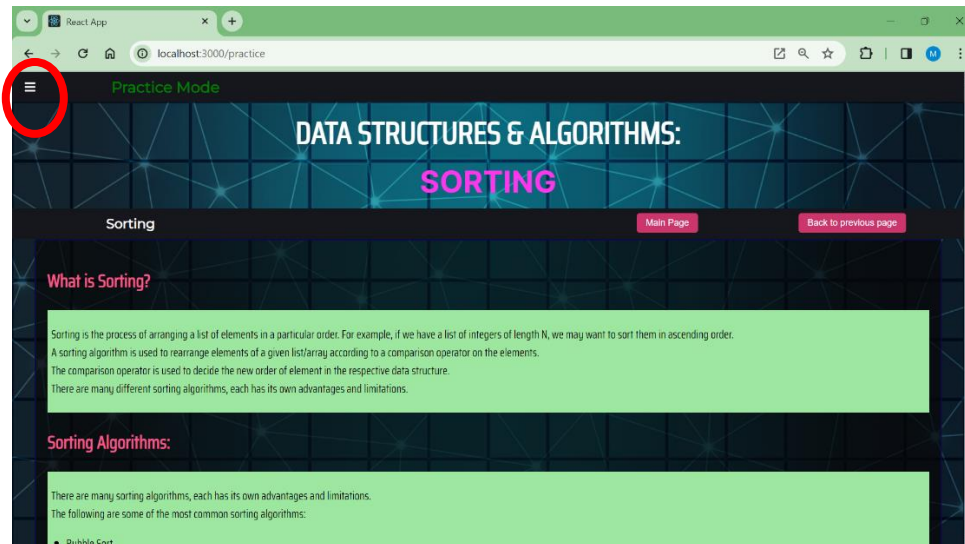 React App
localhost:3000/practice
M
Practice Mode
DATA STRUCTURES & ALGORITHMS:
SORTING
Sorting
Main Page
Back to previous page
What is Sorting?
Sorting is the process of arranging a list of elements in a particular order. For example, if we have a list of integers of length N, we may want to sort them in ascending order.
A sorting algorithm is used to rearrange elements of a given list/array according to a comparison operator on the elements.
The comparison operator is used to decide the new order of element in the respective data structure.
There are many different sorting algorithms, each has its own advantages and limitations.
Sorting Algorithms:
There are many sorting algorithms, each has its own advantages and limitations.
The following are some of the most common sorting algorithms:
• Bubble Sort